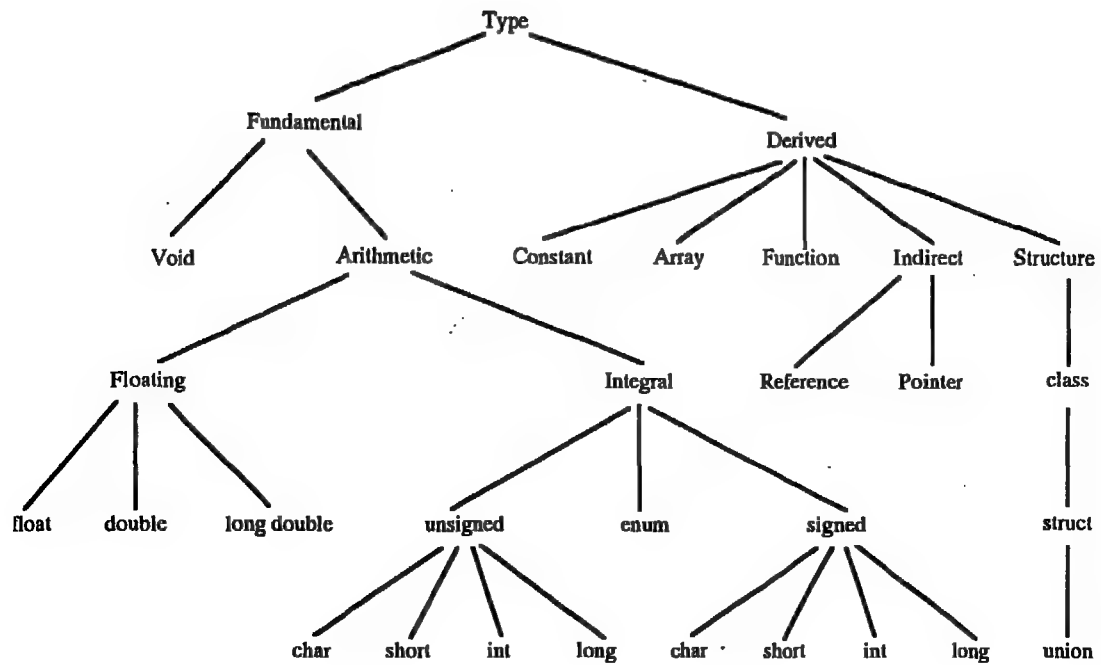 Type
Fundamental
Derived
Void Arithmetic Constant Array Function Indirect Structure
Floating Integral Reference Pointer class
float double long double unsigned enum signed struct
char short int long char short int long union